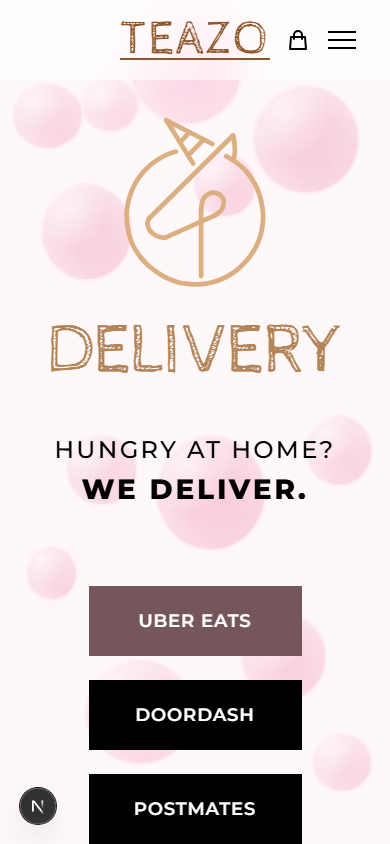 TEAZO
DELIVERY
HUNGRY AT HOME?
WE DELIVER.
UBER EATS
DOORDASH
N
POSTMATES